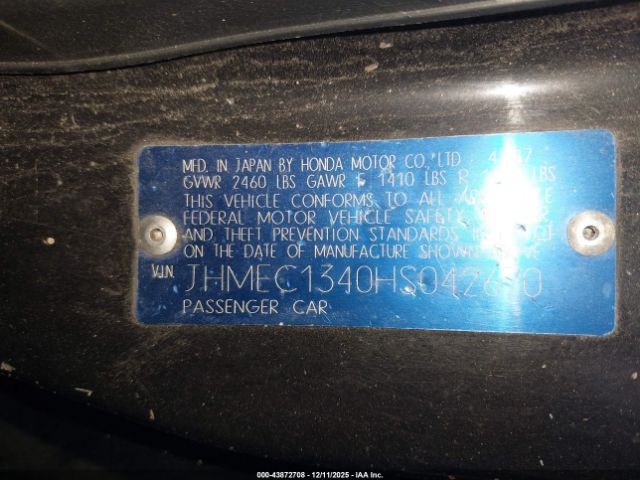 MFD. IN JAPAN BY HONDA MOTOR CO., LTD
GVWR 2460 LBS GAWR F 1410 LBS R LBS
THIS VEHICLE CONFORMS TO ALL
FEDERAL MOTOR VEHICLE SAFETY
AND THEFT PREVENTION STANDARDS
ON THE DATE OF MANUFACTURE SHOWN
V.I.N.
PASSENGER CAR
000-43872708 - 12/11/2025 - IAA, Inc.